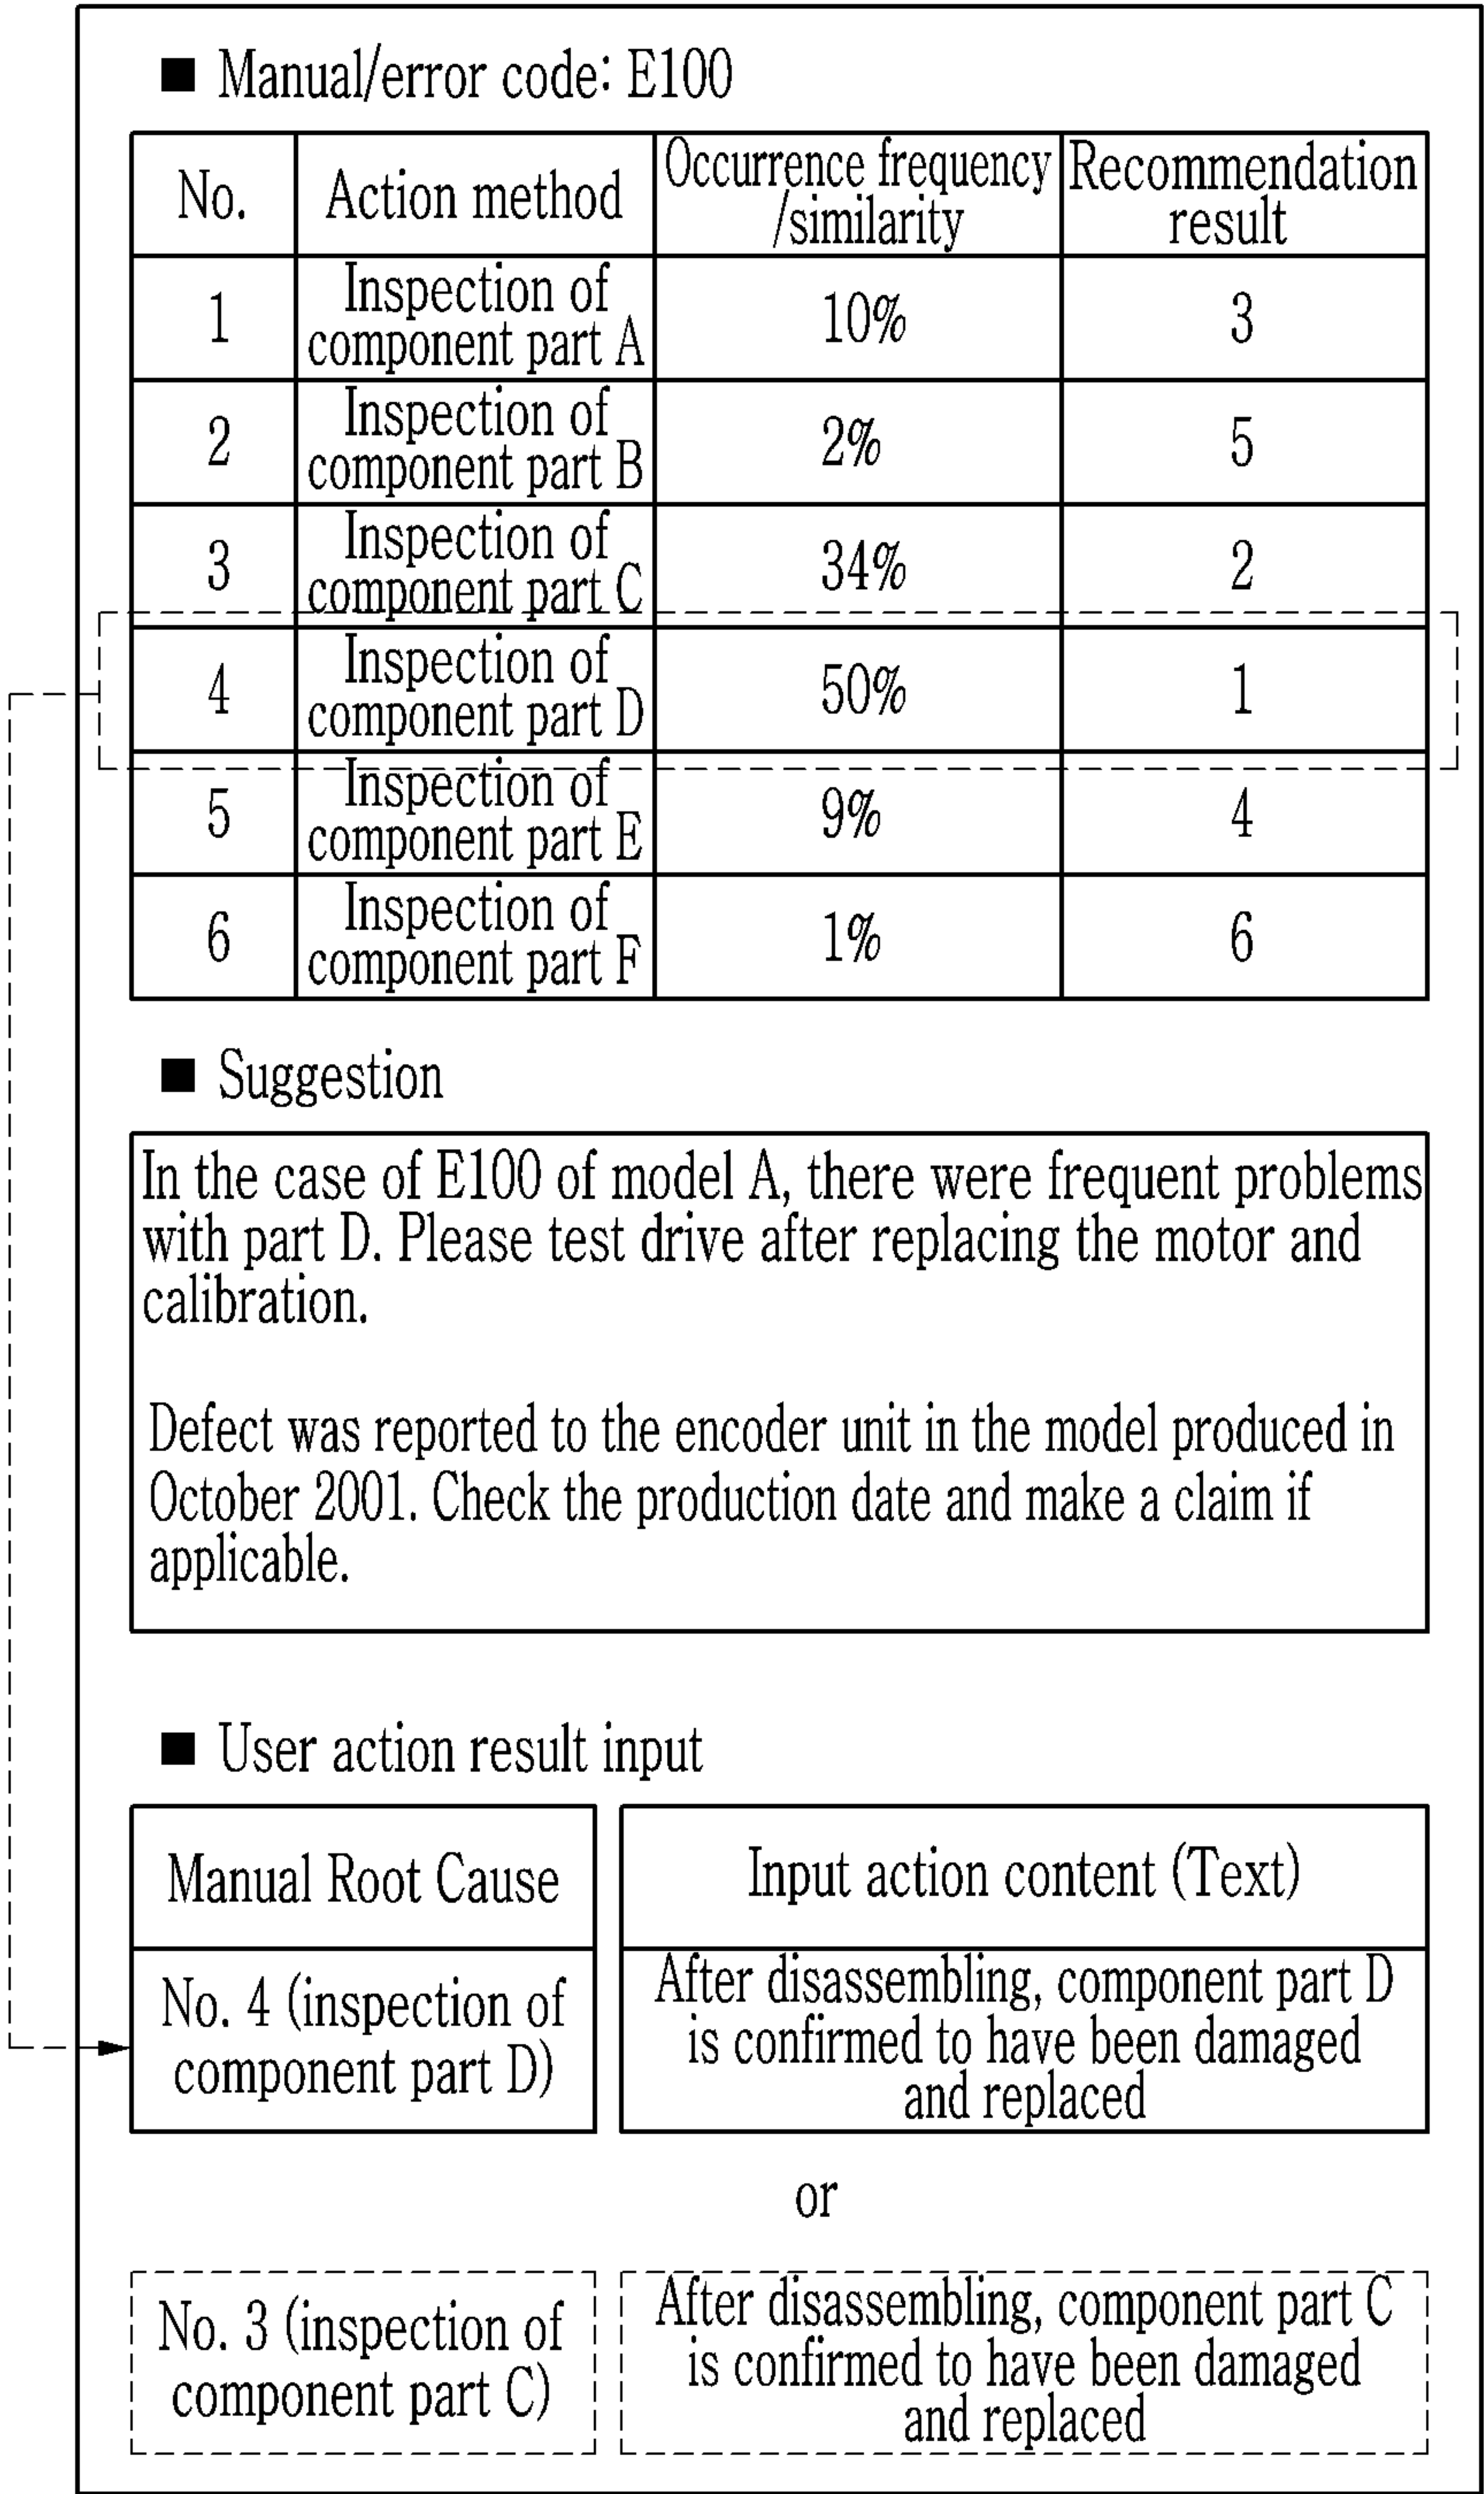 ■ Manual/error code: E100
No.
Action method
Occurrence frequency
/similarity
Recommendation
result
1
Inspection of
component part A
10%
3
2
Inspection of
component part B
2%
5
3
Inspection of
component part C
34%
2
4
Inspection of
component part D
50%
1
5
Inspection of
component part E
9%
4
6
Inspection of
component part F
1%
6
■ Suggestion
In the case of E100 of model A, there were frequent problems
with part D. Please test drive after replacing the motor and
calibration.
Defect was reported to the encoder unit in the model produced in
October 2001. Check the production date and make a claim if
applicable.
■ User action result input
Manual Root Cause
Input action content (Text)
No. 4 (inspection of
component part D)
After disassembling, component part D
is confirmed to have been damaged
and replaced
or
No. 3 (inspection of
component part C)
After disassembling, component part C
is confirmed to have been damaged
and replaced